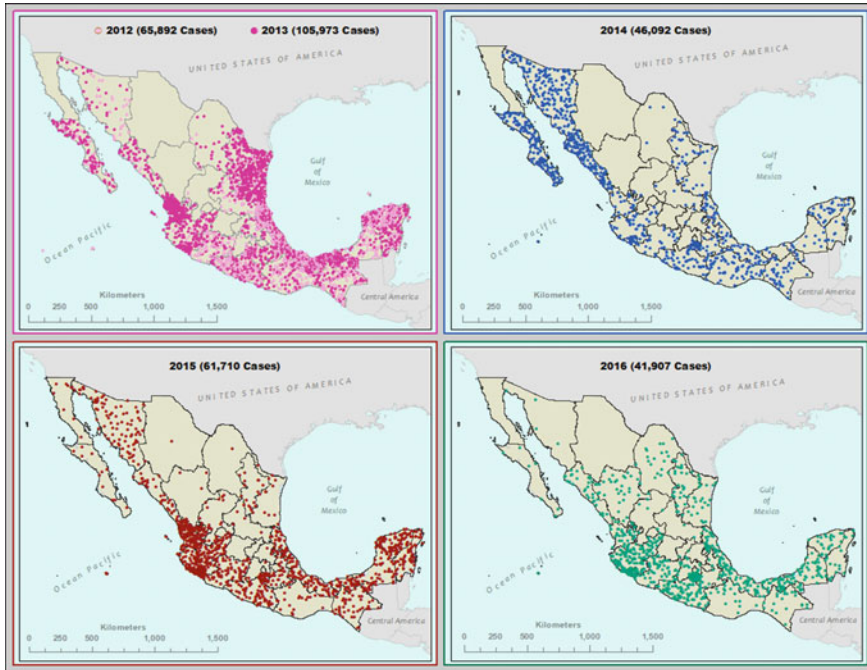 2012 (65,892 Cases) 2013 (105,973 Cases)
UNITED STATES OF AMERICA
Gulf
of
Mexico
Ocean Pacific
Kilometers
0 250 500 1,000 1,500
Central America
2014 (46,092 Cases)
UNITED STATES OF AMERICA
Gulf
of
Mexico
Ocean Pacific
Kilometers
0 250 500 1,000 1,500
Central America
2015 (61,710 Cases)
UNITED STATES OF AMERICA
Gulf
of
Mexico
Ocean Pacific
Kilometers
0 250 500 1,000 1,500
Central America
2016 (41,907 Cases)
UNITED STATES OF AMERICA
Gulf
of
Mexico
Ocean Pacific
Kilometers
0 250 500 1,000 1,500
Central America